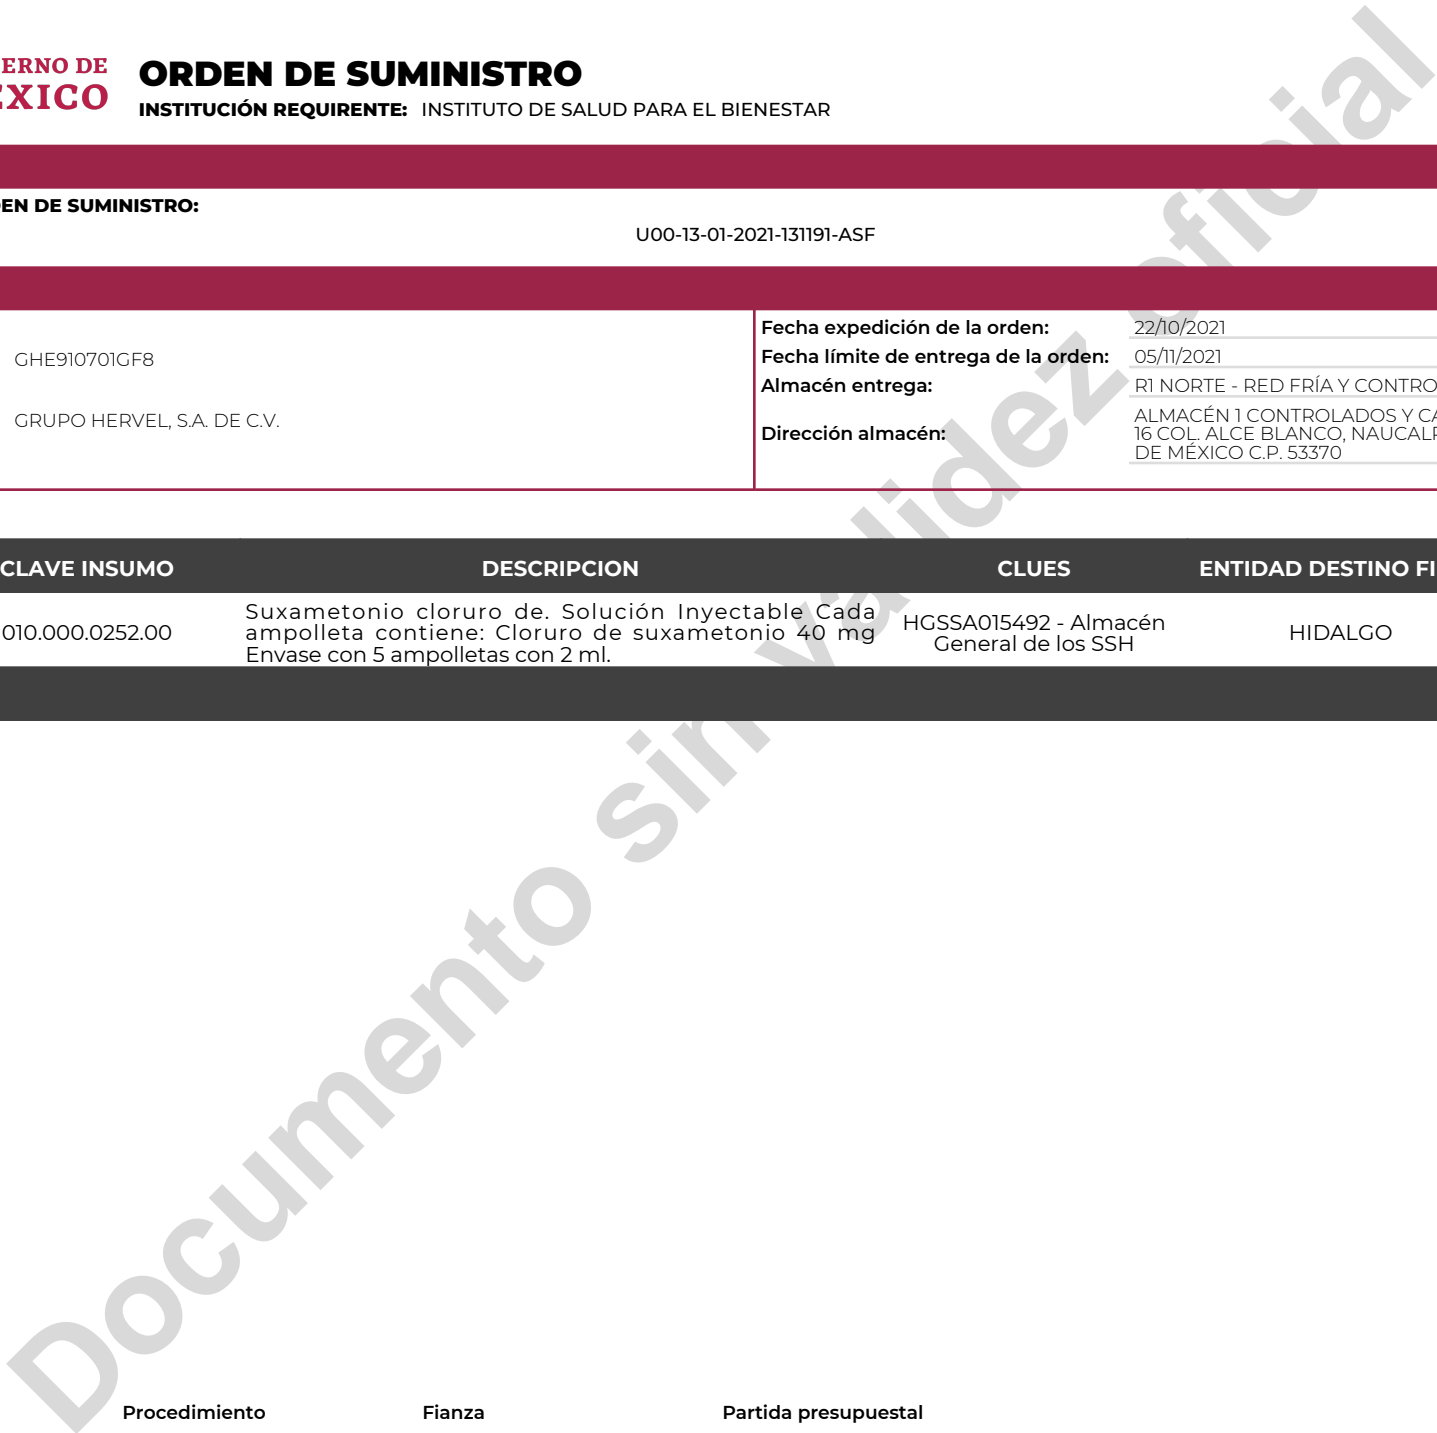 ERNO DE
ÉXICO
ORDEN DE SUMINISTRO
INSTITUCIÓN REQUIRENTE: INSTITUTO DE SALUD PARA EL BIENESTAR
EN DE SUMINISTRO:
U00-13-01-2021-131191-ASF
GHE910701GF8
GRUPO HERVEL, S.A. DE C.V.
Fecha expedición de la orden: 22/10/2021
Fecha límite de entrega de la orden: 05/11/2021
Almacén entrega: R1 NORTE - RED FRÍA Y CONTRO
Dirección almacén: ALMACÉN 1 CONTROLADOS Y CA
16 COL. ALCE BLANCO, NAUCALP
DE MÉXICO C.P. 53370
CLAVE INSUMO DESCRIPCION CLUES ENTIDAD DESTINO FI
010.000.0252.00
Suxametonio cloruro de. Solución Inyectable Cada
ampolleta contiene: Cloruro de suxametonio 40 mg
Envase con 5 ampolletas con 2 ml.
HGSSA015492 - Almacén
General de los SSH
HIDALGO
Documento sin validez oficial
Procedimiento Fianza Partida presupuestal